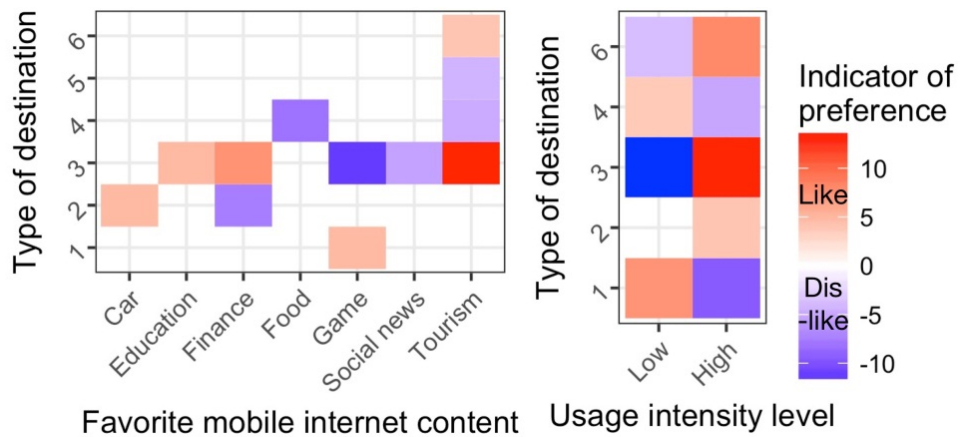 Type of destination
6
5
4
3
2
1
Car
Education
Finance
Food
Game
Social news
Tourism
Favorite mobile internet content
Type of destination
6
4
3
2
1
Low
High
Usage intensity level
Indicator of
preference
10
5
0
-5
-10
Like
Dis
-like